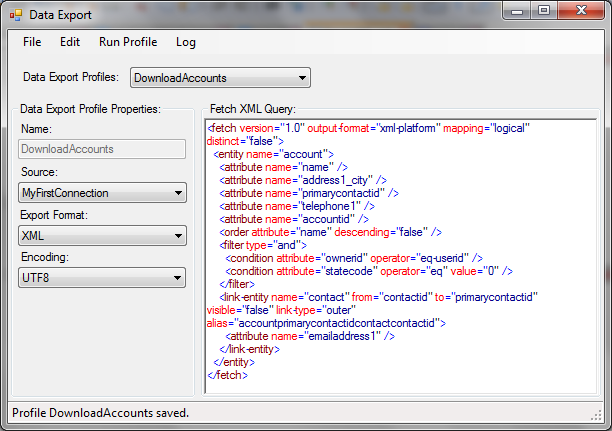 Data Export
File Edit Run Profile Log
Data Export Profiles: DownloadAccounts
Data Export Profile Properties:
Name:
DownloadAccounts
Source:
MyFirstConnection
Export Format:
XML
Encoding:
UTF8
Fetch XML Query:
<fetch version="1.0" output-format="xml-platform" mapping="logical"
distinct="false">
<entity name="account">
<attribute name="name" />
<attribute name="address1_city" />
<attribute name="primarycontactid" />
<attribute name="telephone1" />
<attribute name="accountid" />
<order attribute="name" descending="false" />
<filter type="and">
<condition attribute="ownerid" operator="eq-userid" />
<condition attribute="statecode" operator="eq" value="0" />
</filter>
<link-entity name="contact" from="contactid" to="primarycontactid"
visible="false" link-type="outer"
alias="accountprimarycontactidcontactcontactid">
<attribute name="emailaddress1" />
</link-entity>
</entity>
</fetch>
Profile DownloadAccounts saved.